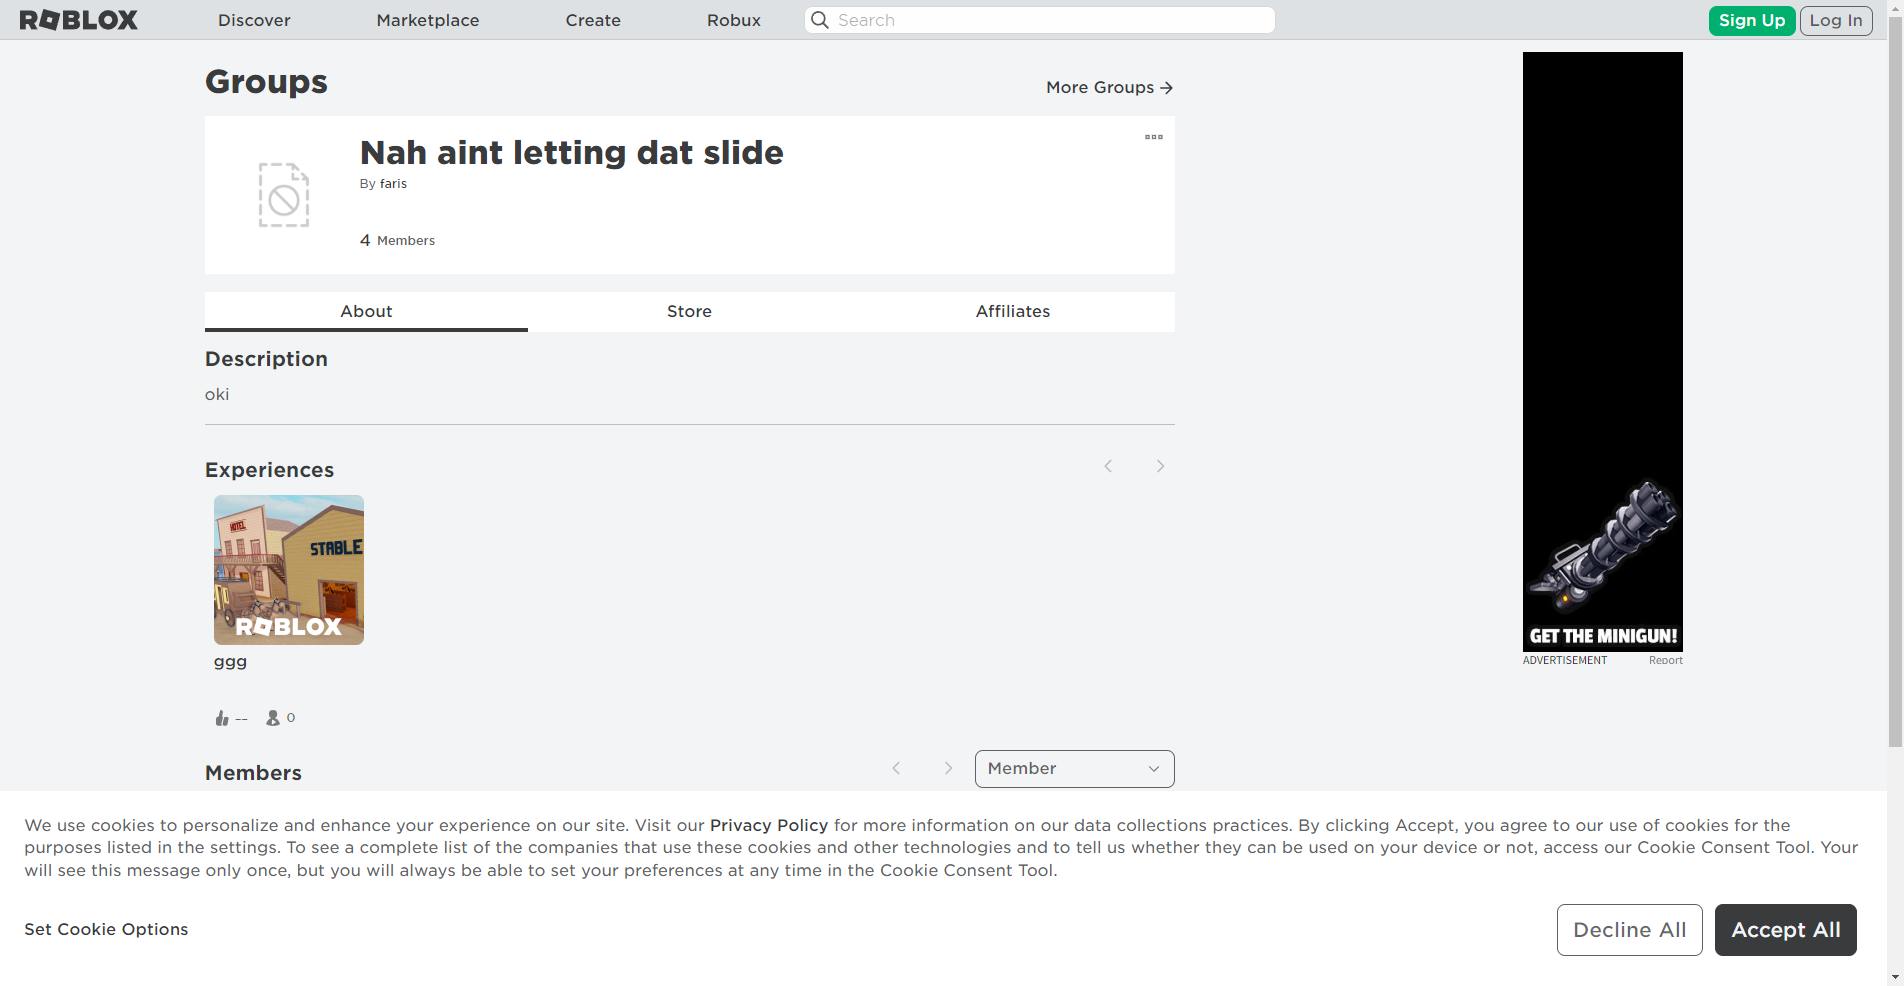 ROBLOX
Discover
Marketplace
Create
Robux
Search
Sign Up
Log In
Groups
More Groups
Nah aint letting dat slide
By faris
4 Members
About
Store
Affiliates
Description
oki
Experiences
HOTEL
STABLE
ROBLOX
ggg
--
0
Members
Member
GET THE MINIGUN!
ADVERTISEMENT
Report
We use cookies to personalize and enhance your experience on our site. Visit our Privacy Policy for more information on our data collections practices. By clicking Accept, you agree to our use of cookies for the
purposes listed in the settings. To see a complete list of the companies that use these cookies and other technologies and to tell us whether they can be used on your device or not, access our Cookie Consent Tool. Your
will see this message only once, but you will always be able to set your preferences at any time in the Cookie Consent Tool.
Set Cookie Options
Decline All
Accept All